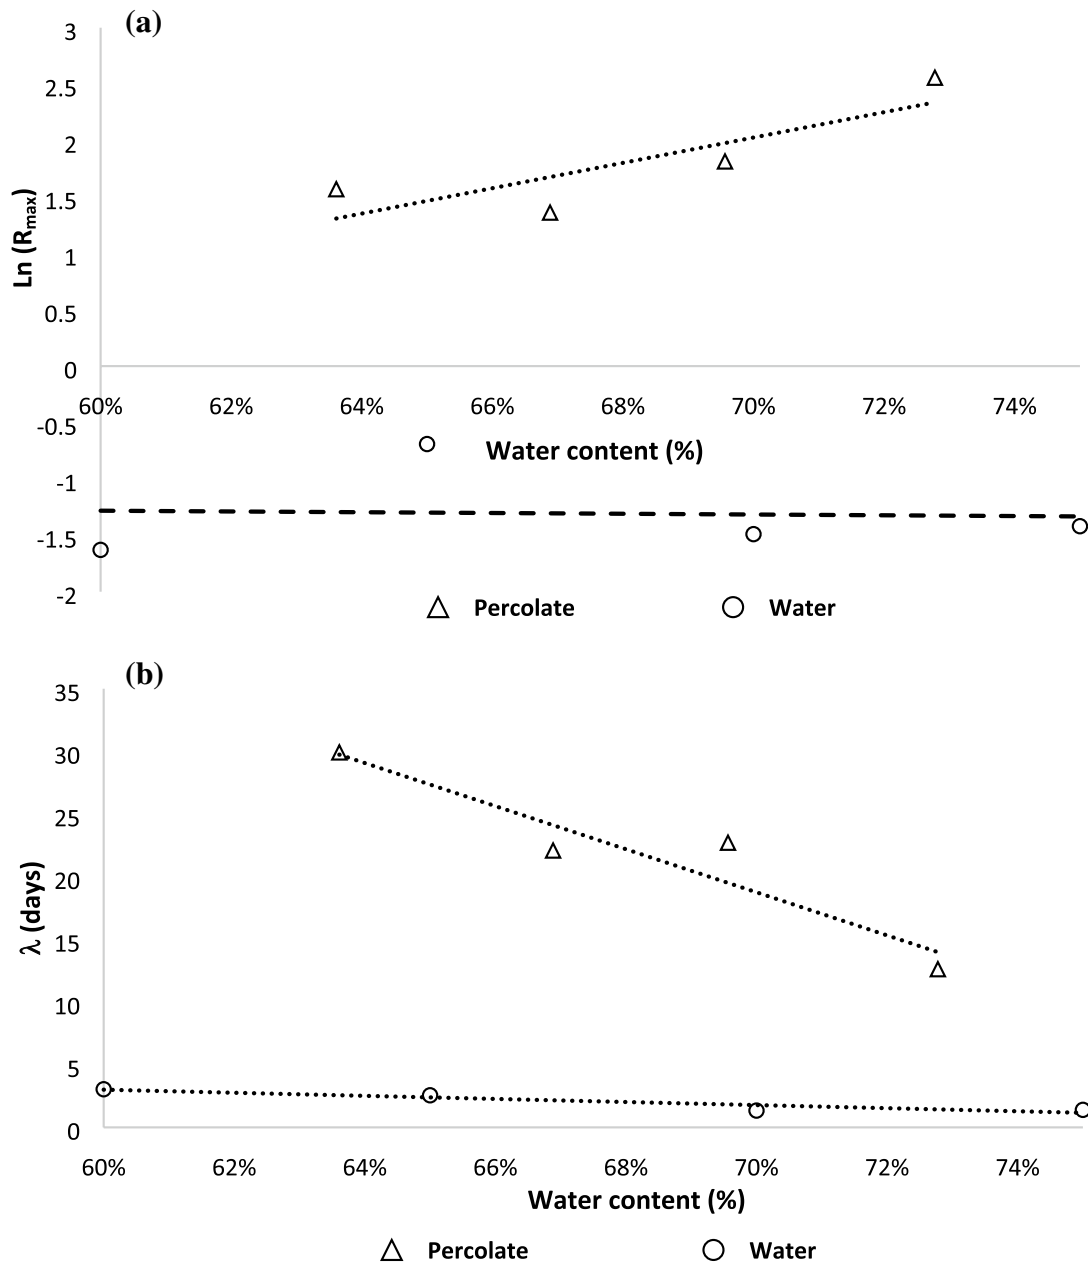 (a)
3
2.5
2
1.5
1
0.5
0
-0.5
-1
-1.5
-2
Ln (Rmax)
60% 62% 64% 66% 68% 70% 72% 74%
Water content (%)
Percolate Water
(b)
35
30
25
20
15
10
5
0
λ (days)
60% 62% 64% 66% 68% 70% 72% 74%
Water content (%)
Percolate Water